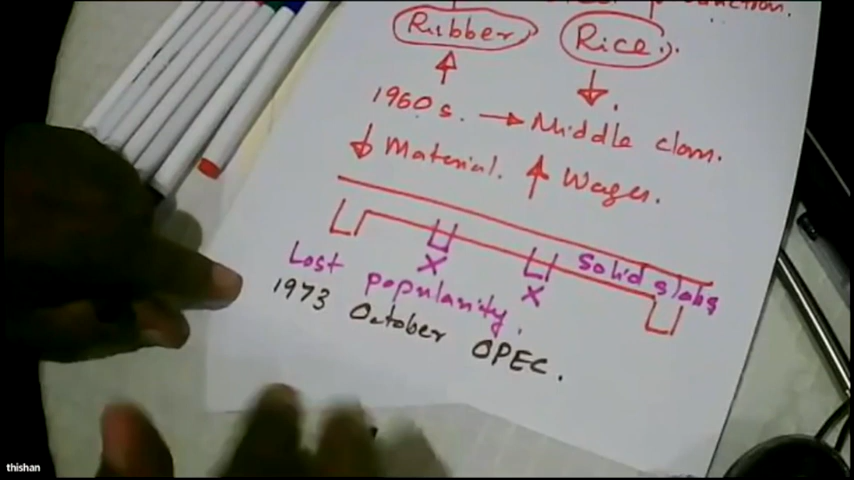 Rubber Rice.
1960s. → Middle class.
↓ Material. ↑ Wages.
Solid slabs
X X
Lost popularity.
1973 October OPEC.
thishan